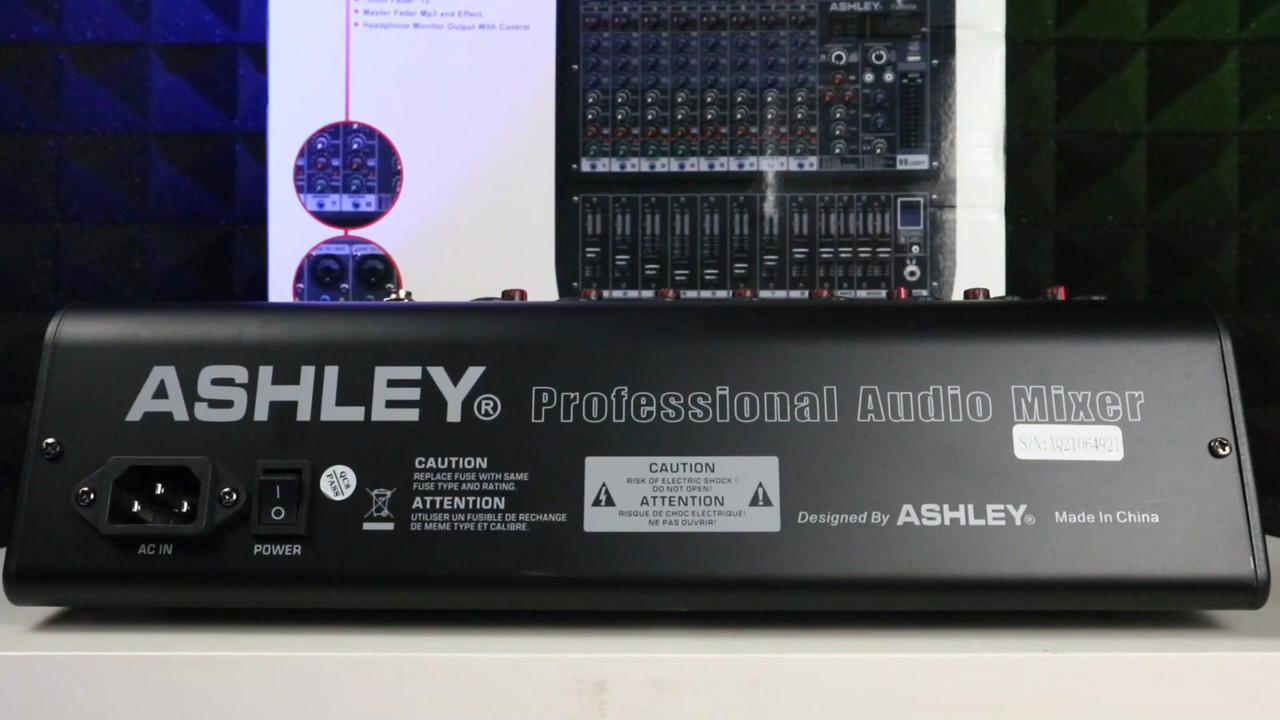 Master Fader Mp3 and Effect
Headphone Monitor Output With Control
ASHLEY
ASHLEY® Professional Audio Mixer
S/N:AQ21064921
CAUTION
REPLACE FUSE WITH SAME
FUSE TYPE AND RATING.
ATTENTION
UTILISER UN FUSIBLE DE RECHANGE
DE MEME TYPE ET CALIBRE.
QC8
PASS
CAUTION
RISK OF ELECTRIC SHOCK !
DO NOT OPEN!
ATTENTION
RISQUE DE CHOC ELECTRIQUE!
NE PAS OUVRIR!
Designed By ASHLEY® Made In China
AC IN
POWER